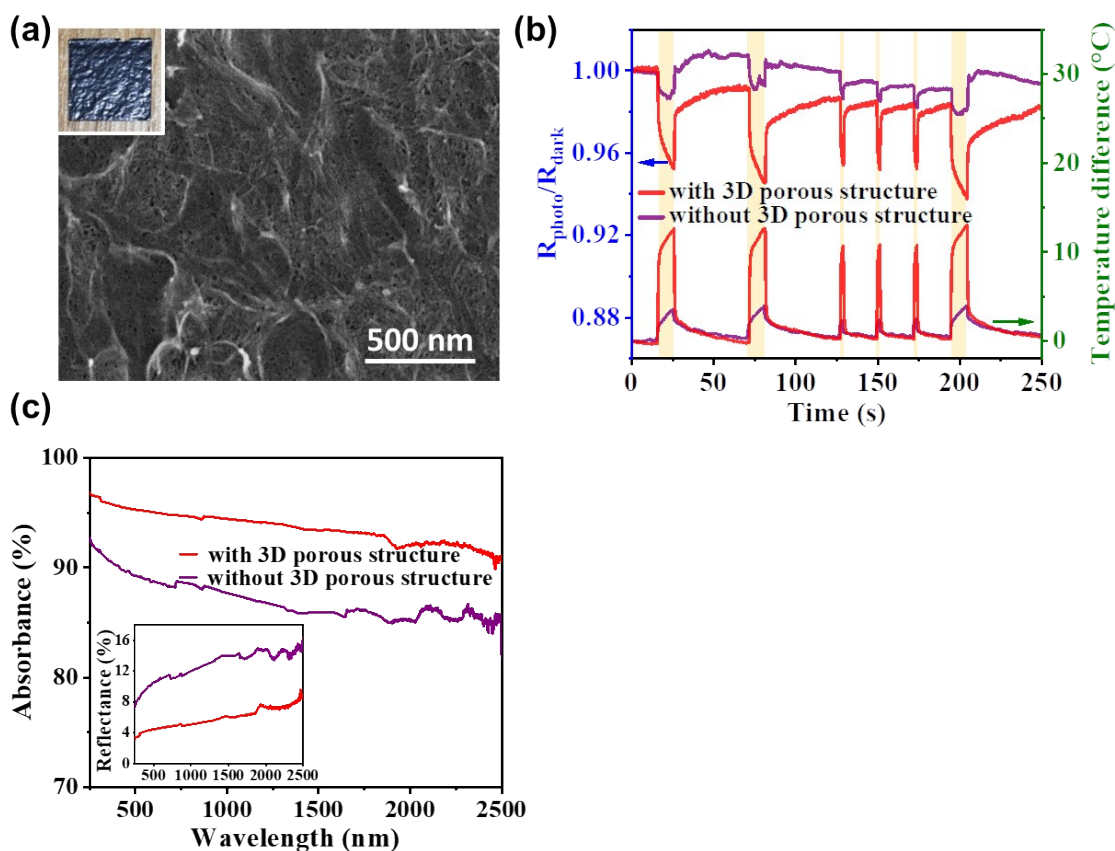 (a)
500 nm
(b)
R_photo/R_dark
1.00
0.96
0.92
0.88
with 3D porous structure
without 3D porous structure
0 50 100 150 200 250
Time (s)
30
20
10
0
Temperature difference (°C)
(c)
Absorbance (%)
100
90
80
70
with 3D porous structure
without 3D porous structure
Reflectance (%)
16
12
8
4
0
500 1000 1500 2000 2500
500 1000 1500 2000 2500
Wavelength (nm)